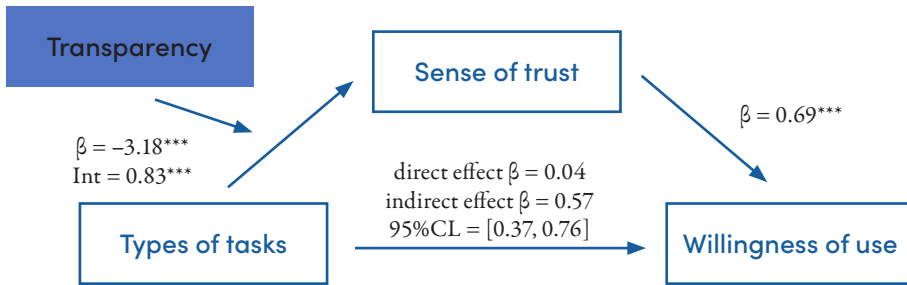 Transparency
Sense of trust
β = –3.18***
Int = 0.83***
β = 0.69***
direct effect β = 0.04
indirect effect β = 0.57
95%CL = [0.37, 0.76]
Types of tasks
Willingness of use